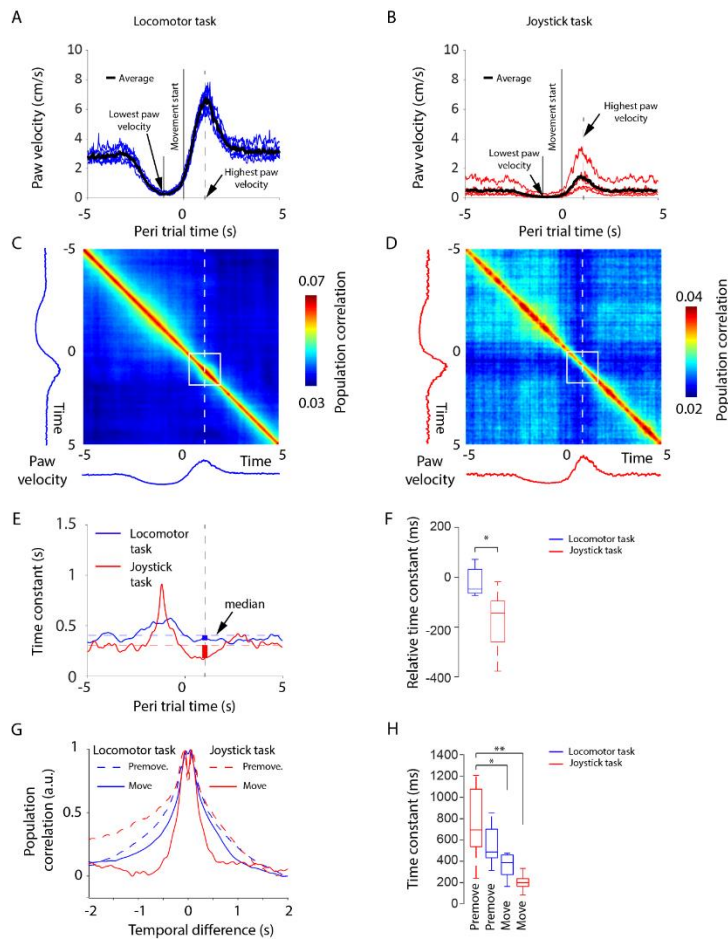 A
Locomotor task
Paw velocity (cm/s)
10
8
6
4
2
0
Average
Lowest paw
velocity
Movement start
Highest paw
velocity
-5
0
5
Peri trial time (s)
B
Joystick task
Paw velocity (cm/s)
10
8
6
4
2
0
Average
Movement start
Highest paw
velocity
Lowest paw
velocity
-5
0
5
Peri trial time (s)
C
-5
0
5
Time
Time
Paw
velocity
0.07
0.03
Population correlation
D
-5
0
5
Time
Time
Paw
velocity
0.04
0.02
Population correlation
E
Time constant (s)
1.5
1
0.5
0
Locomotor
task
Joystick
task
median
-5
0
5
Peri trial time (s)
F
Relative time constant (ms)
200
0
-200
-400
*
Locomotor task
Joystick task
G
Population
correlation (a.u.)
1
0.5
0
Locomotor task
Joystick task
Premove.
Premove.
Move
Move
-2
-1
0
1
2
Temporal difference (s)
H
Time constant (ms)
1400
1200
1000
800
600
400
200
0
**
*
Locomotor task
Joystick task
Premove
Premove
Move
Move